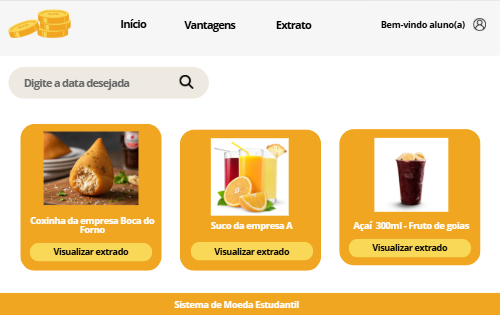 Início Vantagens Extrato Bem-vindo aluno(a)
Digite a data desejada
Coxinha da empresa Boca do
Forno
Visualizar extrado
Suco da empresa A
Visualizar extrado
Açaí 300ml - Fruto de goias
Visualizar extrado
Sistema de Moeda Estudantil